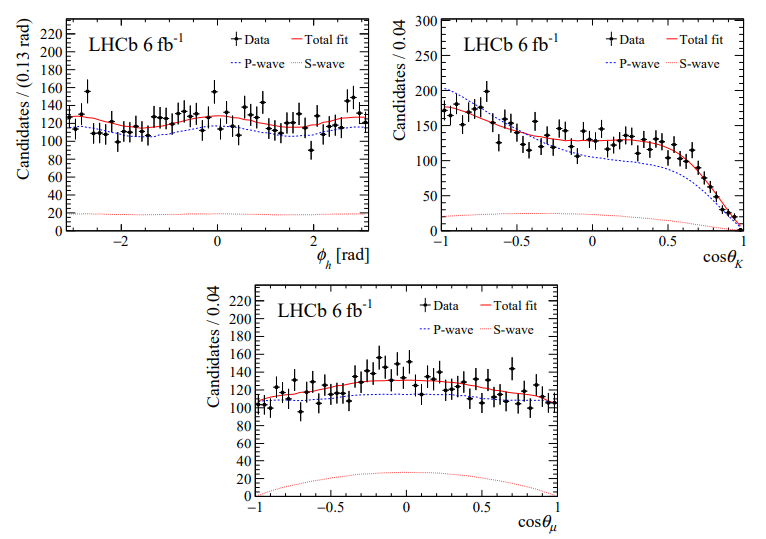 Candidates / (0.13 rad)
220
200
180
160
140
120
100
80
60
40
20
0
LHCb 6 fb⁻¹
Data
Total fit
P-wave
S-wave
−2
0
2
ϕh [rad]
Candidates / 0.04
300
250
200
150
100
50
0
LHCb 6 fb⁻¹
Data
Total fit
P-wave
S-wave
−1
−0.5
0
0.5
1
cosθK
Candidates / 0.04
220
200
180
160
140
120
100
80
60
40
20
0
LHCb 6 fb⁻¹
Data
Total fit
P-wave
S-wave
−1
−0.5
0
0.5
1
cosθμ